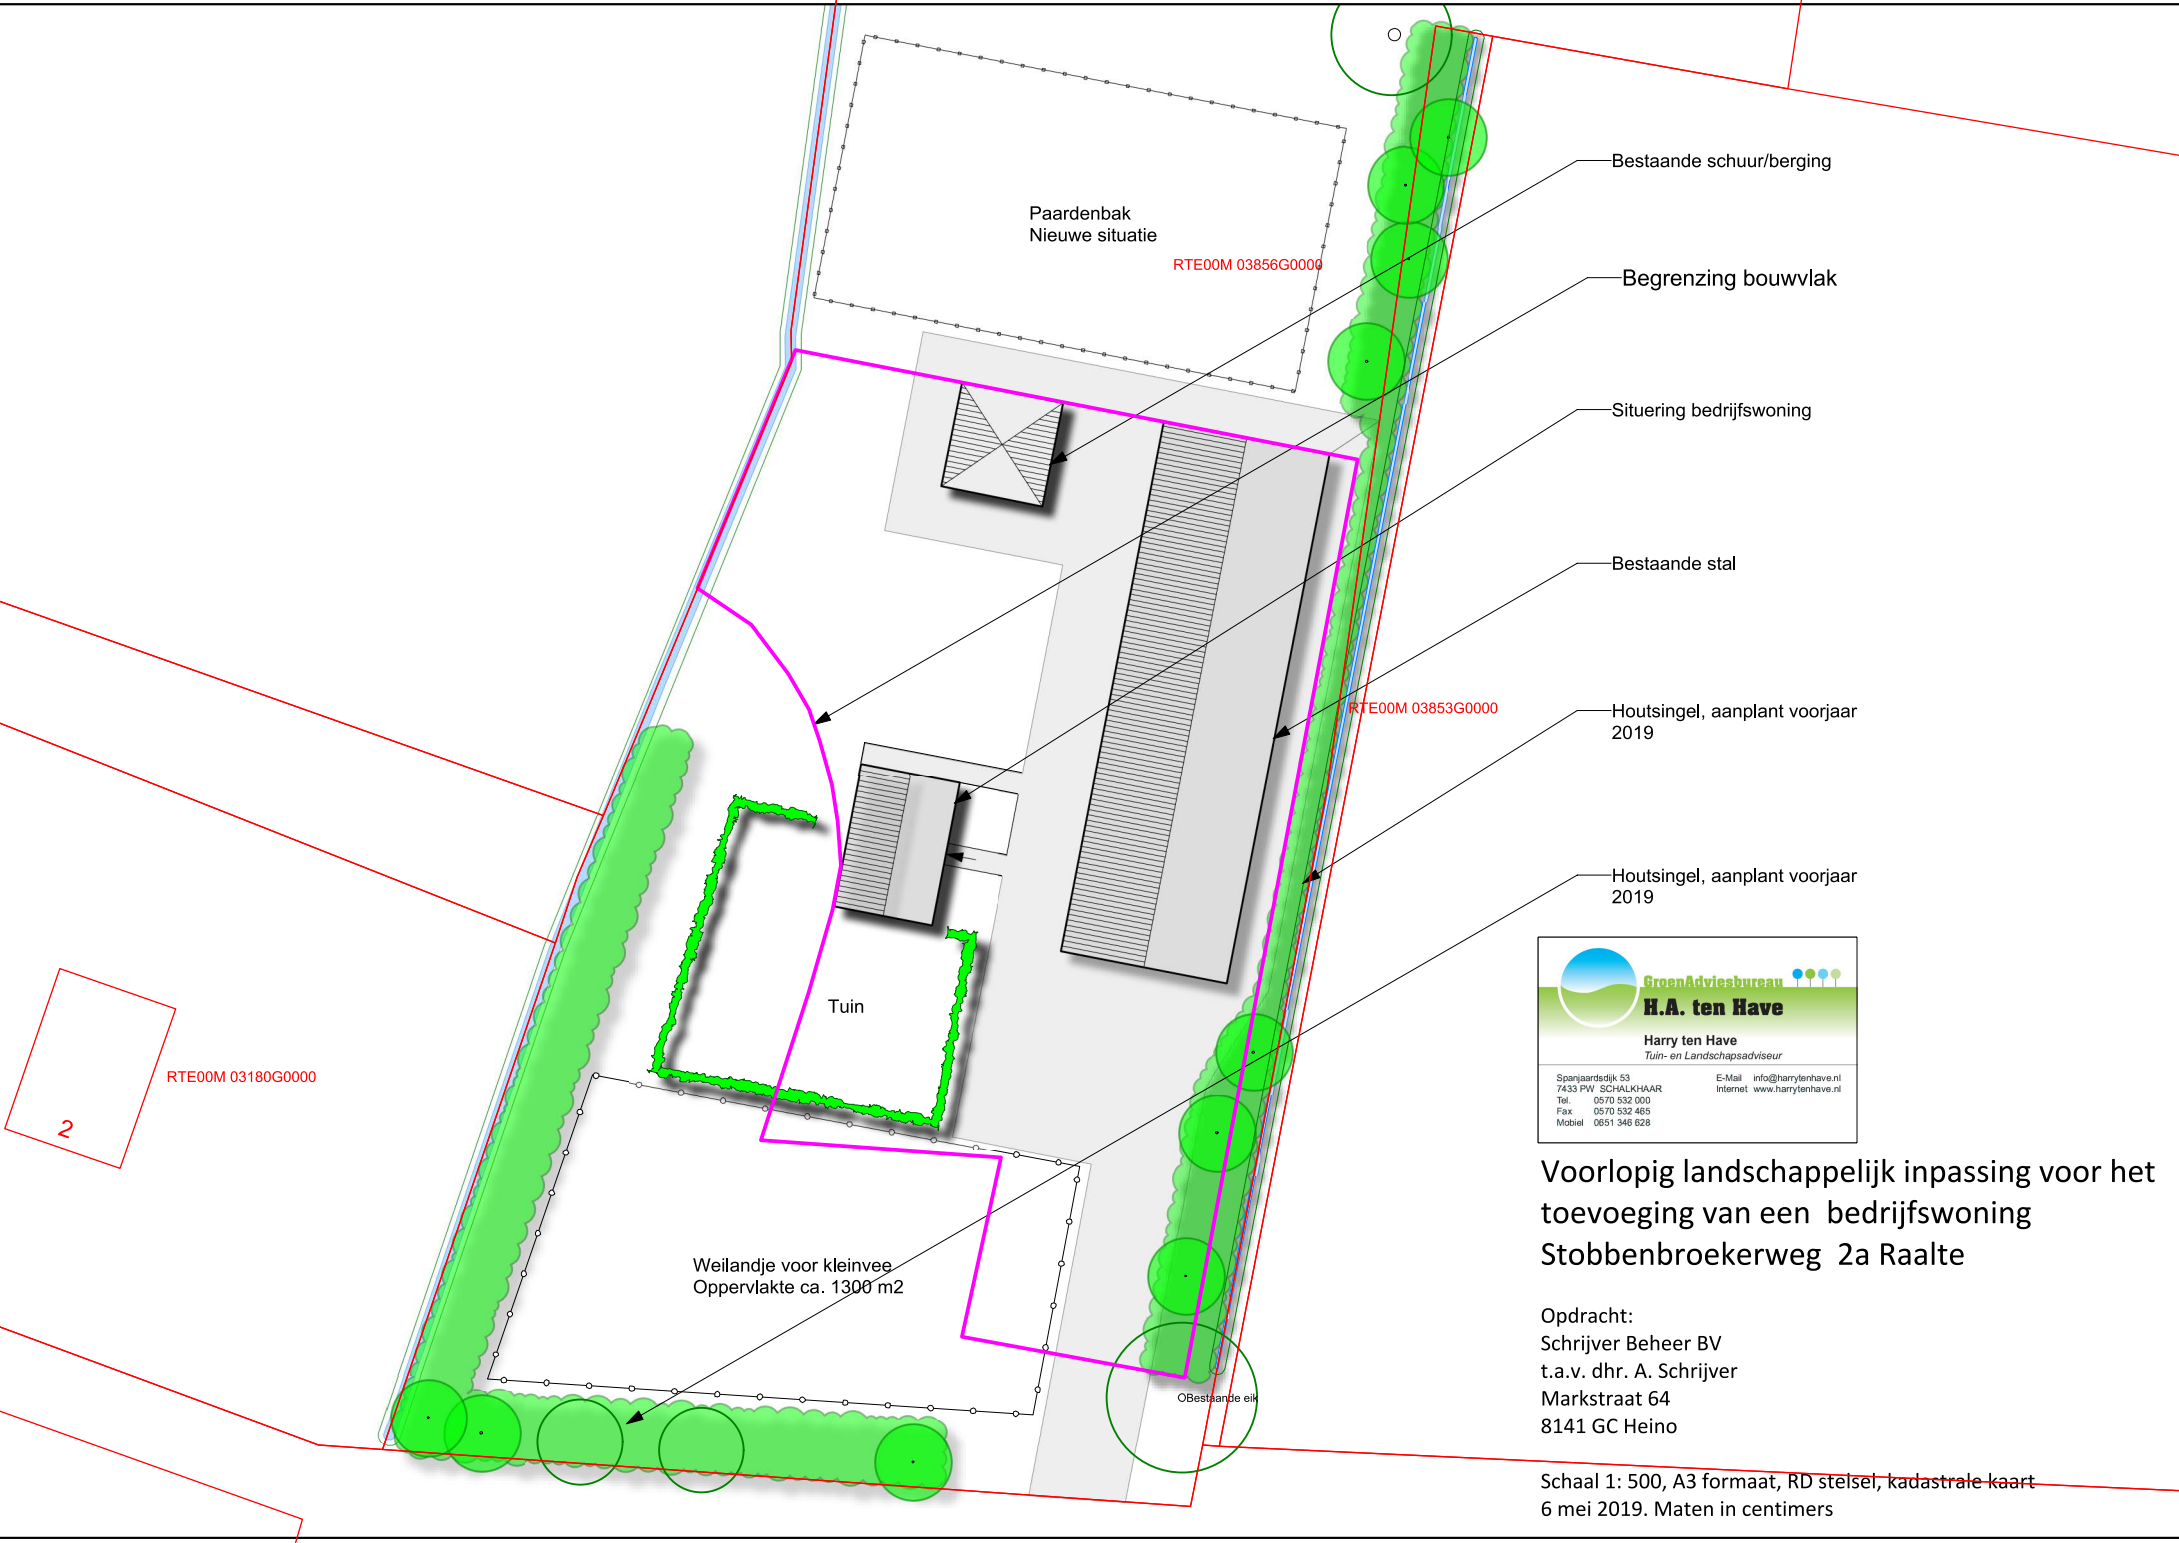 Paardenbak
Nieuwe situatie
RTE00M 03856G0000
Bestaande schuur/berging
Begrenzing bouwvlak
Situering bedrijfswoning
Bestaande stal
RTE00M 03853G0000
Houtsingel, aanplant voorjaar
2019
Houtsingel, aanplant voorjaar
2019
Tuin
RTE00M 03180G0000
2
Weilandje voor kleinvee
Oppervlakte ca. 1300 m2
Bestaande eik
GroenAdviesbureau
H.A. ten Have
Harry ten Have
Tuin- en Landschapsadviseur
Spanjaardsdijk 53
7433 PW SCHALKHAAR
Tel. 0570 532 000
Fax 0570 532 465
Mobiel 0651 346 628
E-Mail info@harrytenhave.nl
Internet www.harrytenhave.nl
Voorlopig landschappelijk inpassing voor het
toevoeging van een bedrijfswoning
Stobbenbroekerweg 2a Raalte
Opdracht:
Schrijver Beheer BV
t.a.v. dhr. A. Schrijver
Markstraat 64
8141 GC Heino
Schaal 1: 500, A3 formaat, RD stelsel, kadastrale kaart
6 mei 2019. Maten in centimers